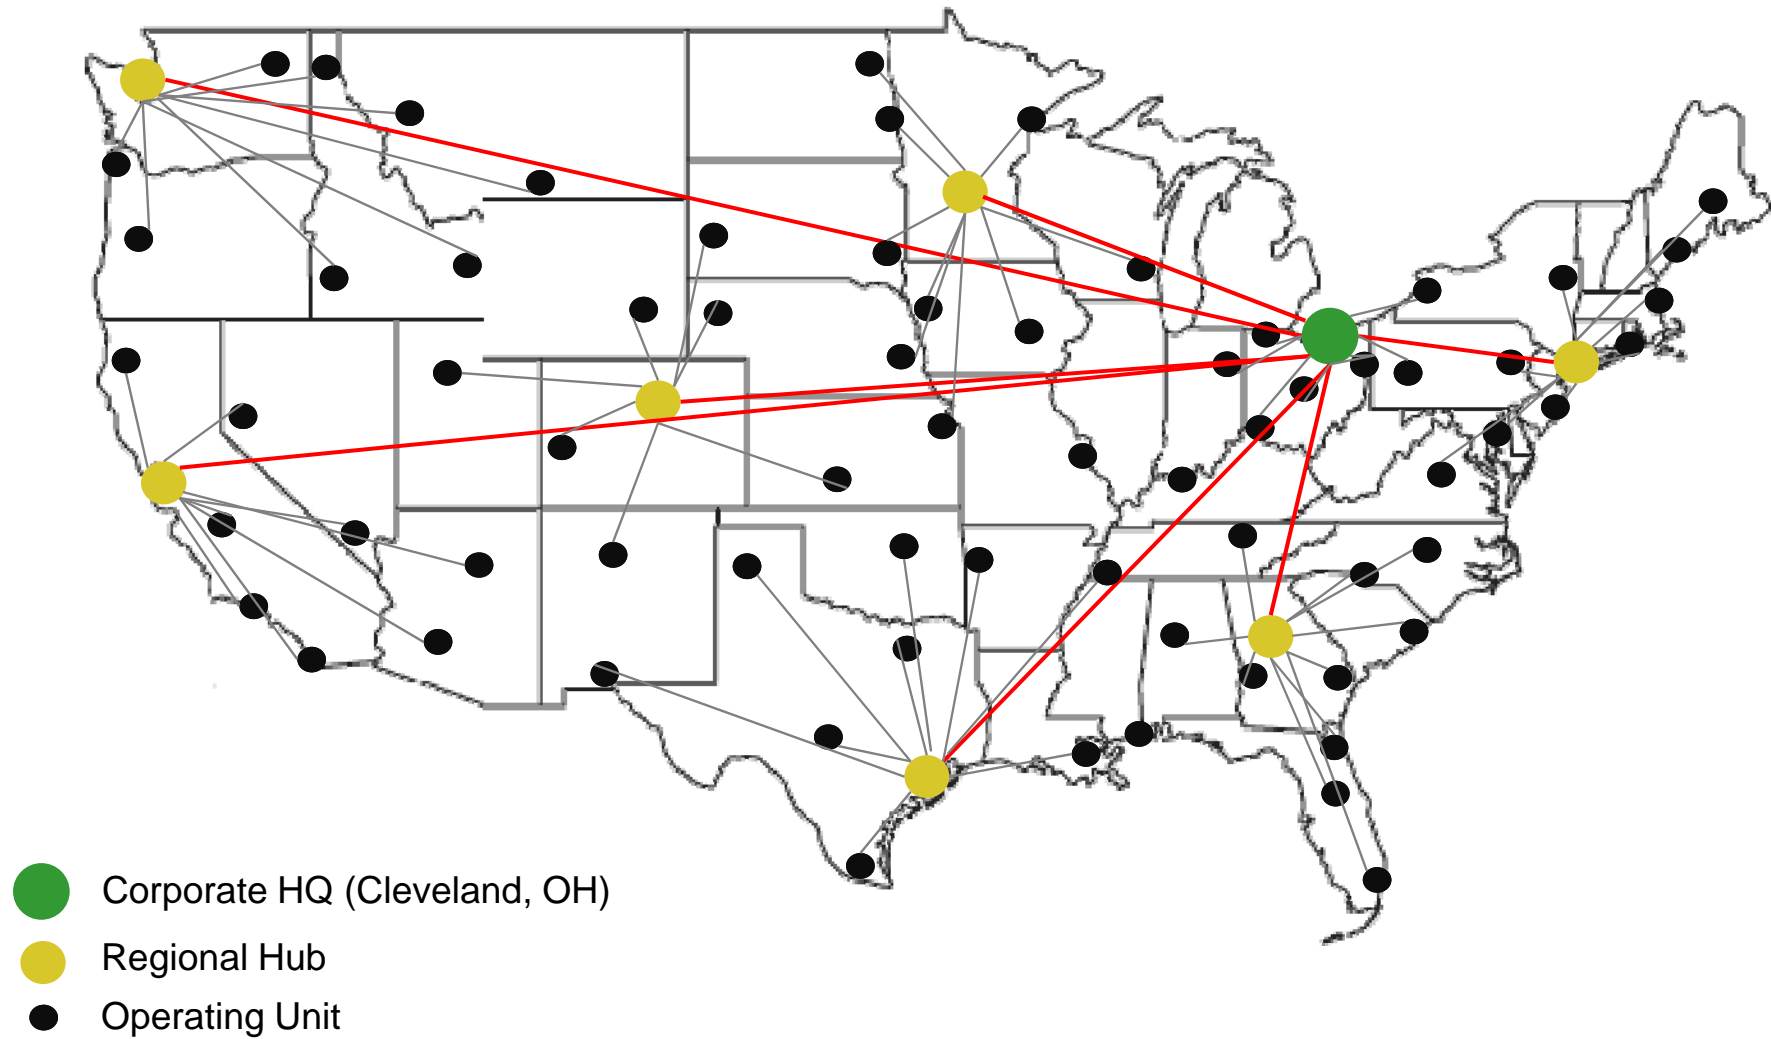 Corporate HQ (Cleveland, OH)
Regional Hub
Operating Unit